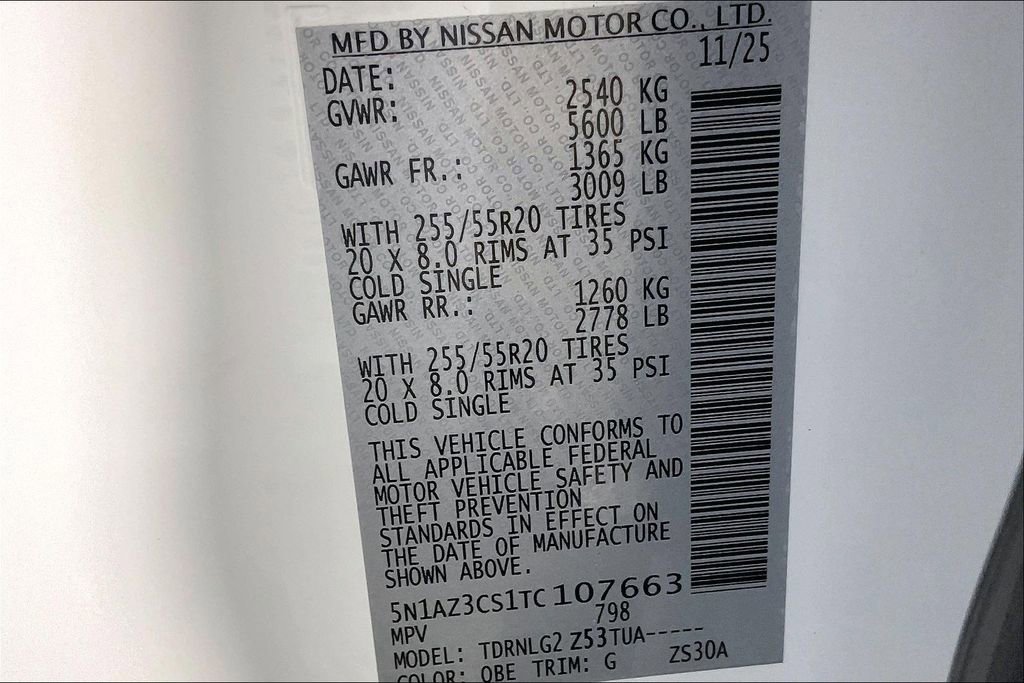 MFD BY NISSAN MOTOR CO., LTD.
DATE: 11/25
GVWR: 2540 KG
5600 LB
GAWR FR.: 1365 KG
3009 LB
WITH 255/55R20 TIRES
20 X 8.0 RIMS AT 35 PSI
COLD SINGLE
GAWR RR.: 1260 KG
2778 LB
WITH 255/55R20 TIRES
20 X 8.0 RIMS AT 35 PSI
COLD SINGLE
THIS VEHICLE CONFORMS TO
ALL APPLICABLE FEDERAL
MOTOR VEHICLE SAFETY AND
THEFT PREVENTION
STANDARDS IN EFFECT ON
THE DATE OF MANUFACTURE
SHOWN ABOVE.
5N1AZ3CS1TC107663
MPV 798
MODEL: TDRNLG2 Z53TUA-----
COLOR: QBE TRIM: G ZS30A